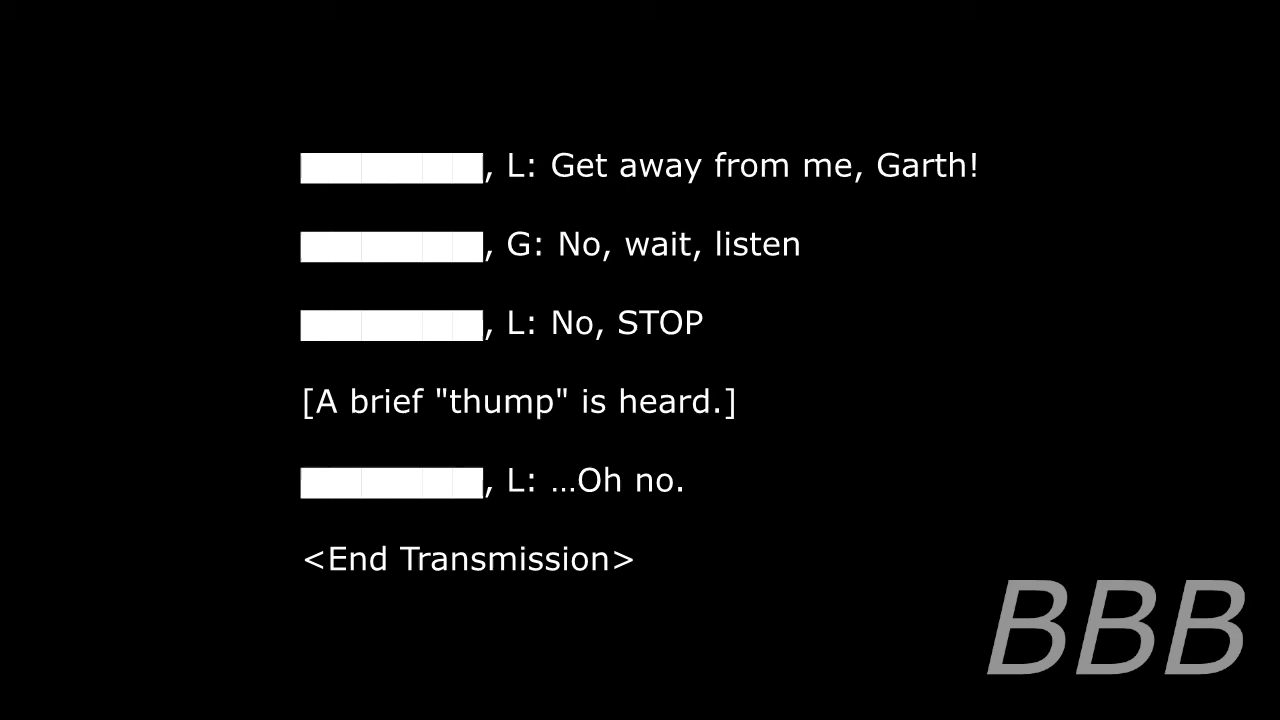 ████████, L: Get away from me, Garth!
████████, G: No, wait, listen
████████, L: No, STOP
[A brief "thump" is heard.]
████████, L: …Oh no.
<End Transmission>
BBB